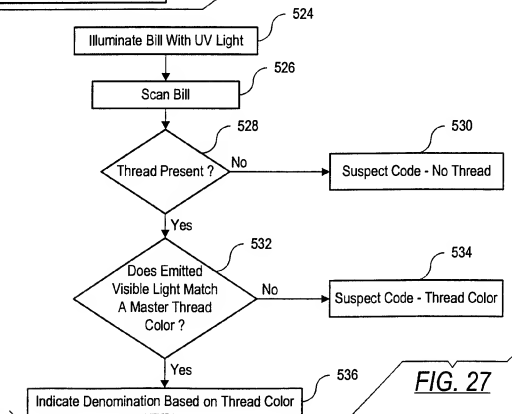 524
Illuminate Bill With UV Light
526
Scan Bill
528
Thread Present ?
No
530
Suspect Code - No Thread
Yes
532
Does Emitted
Visible Light Match
A Master Thread
Color ?
No
534
Suspect Code - Thread Color
Yes
536
Indicate Denomination Based on Thread Color
FIG. 27